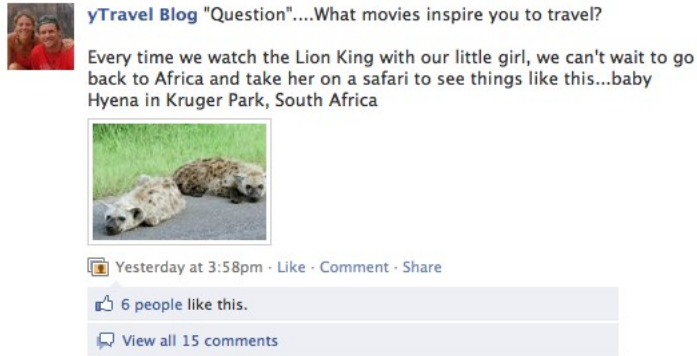 yTravel Blog "Question"....What movies inspire you to travel?
Every time we watch the Lion King with our little girl, we can't wait to go
back to Africa and take her on a safari to see things like this...baby
Hyena in Kruger Park, South Africa
Yesterday at 3:58pm · Like · Comment · Share
6 people like this.
View all 15 comments